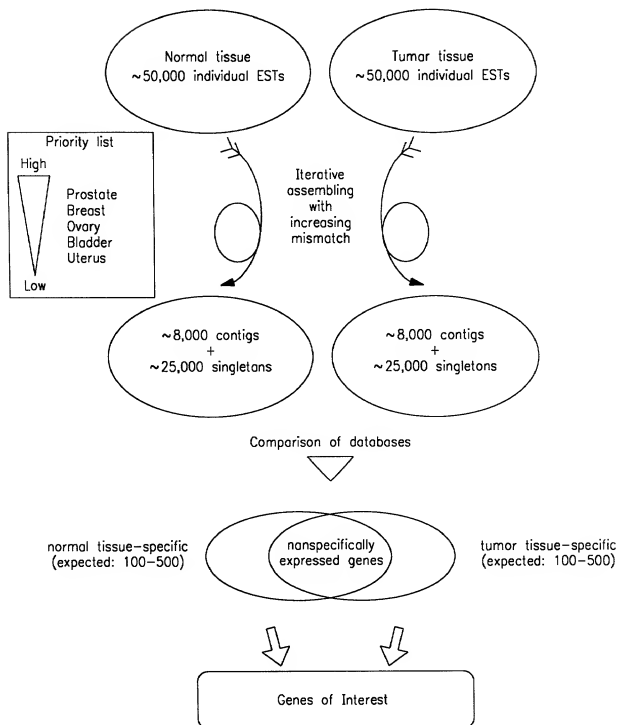 Normal tissue
~50,000 individual ESTs
Tumar tissue
~50,000 individual ESTs
Priority list
High
Prostate
Breast
Ovary
Bladder
Uterus
Low
Iterative
assembling
with
increasing
mismatch
~8,000 contigs
+
~25,000 singletans
~8,000 contigs
+
~25,000 singletons
Comparison of databases
normal tissue-specific
(expected: 100-500)
nanspecifically
expressed genes
tumor tissue-specific
(expected: 100-500)
Genes of Interest